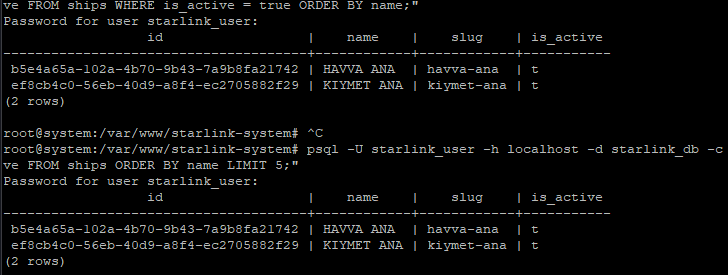 ve FROM ships WHERE is_active = true ORDER BY name;"
Password for user starlink_user:
                  id                  |    name    |    slug    | is_active
--------------------------------------+------------+------------+-----------
 b5e4a65a-102a-4b70-9b43-7a9b8fa21742 | HAVVA ANA  | havva-ana  | t
 ef8cb4c0-56eb-40d9-a8f4-ec2705882f29 | KIYMET ANA | kiymet-ana | t
(2 rows)

root@system:/var/www/starlink-system# ^C
root@system:/var/www/starlink-system# psql -U starlink_user -h localhost -d starlink_db -c
ve FROM ships ORDER BY name LIMIT 5;"
Password for user starlink_user:
                  id                  |    name    |    slug    | is_active
--------------------------------------+------------+------------+-----------
 b5e4a65a-102a-4b70-9b43-7a9b8fa21742 | HAVVA ANA  | havva-ana  | t
 ef8cb4c0-56eb-40d9-a8f4-ec2705882f29 | KIYMET ANA | kiymet-ana | t
(2 rows)